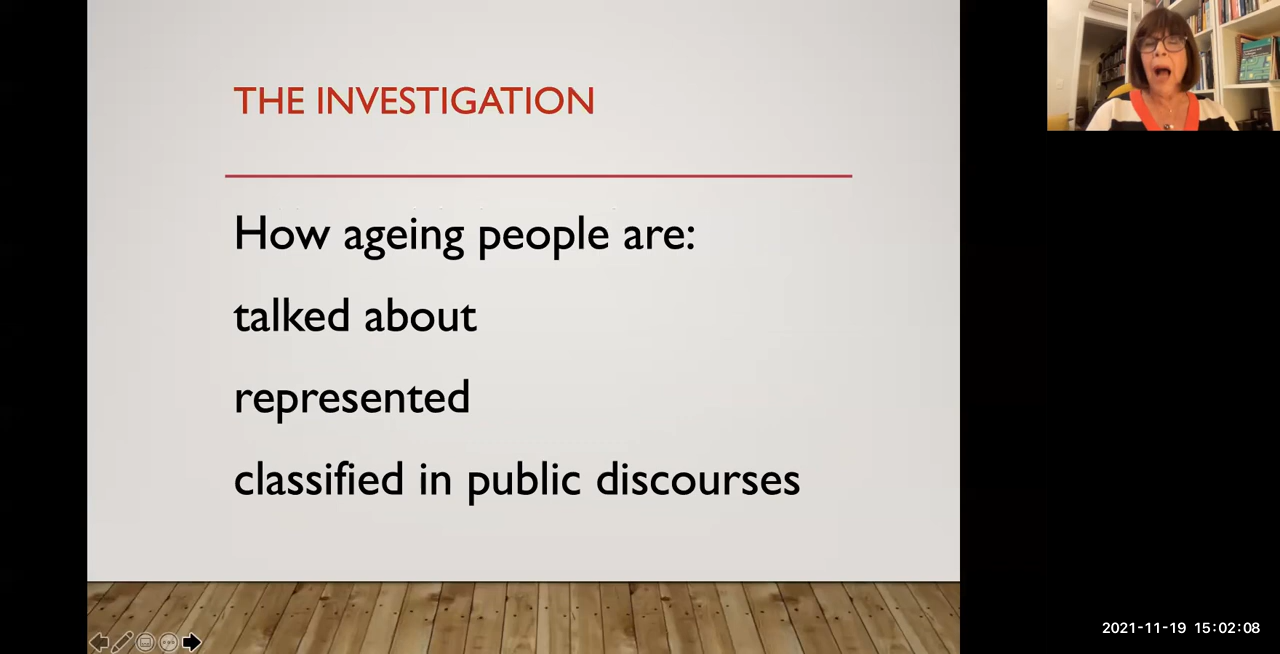 THE INVESTIGATION
How ageing people are:
talked about
represented
classified in public discourses
2021-11-19 15:02:08